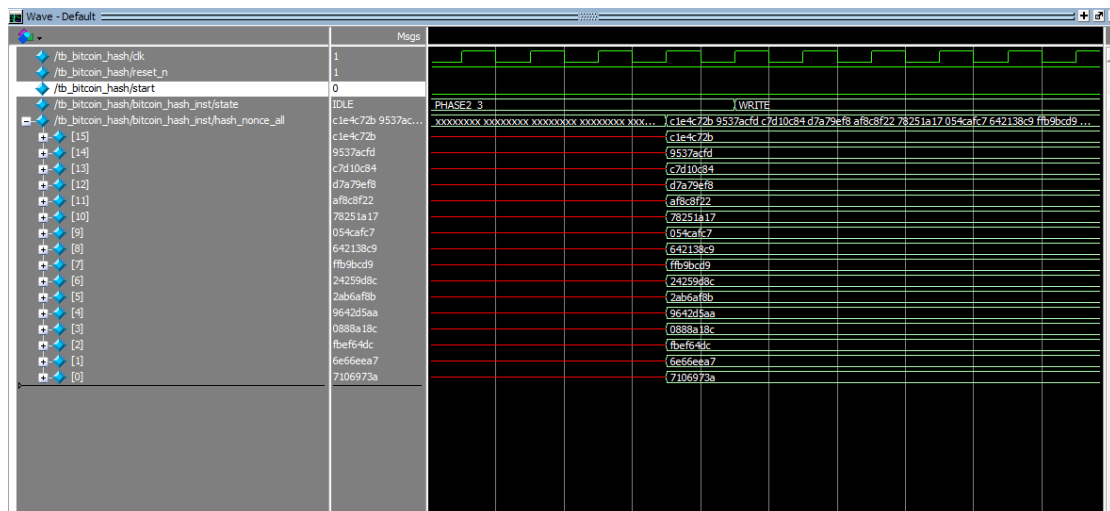 Wave - Default
Msgs
/tb_bitcoin_hash/clk 1
/tb_bitcoin_hash/reset_n 1
/tb_bitcoin_hash/start 0
/tb_bitcoin_hash/bitcoin_hash_inst/state IDLE PHASE2_3 WRITE
/tb_bitcoin_hash/bitcoin_hash_inst/hash_nonce_all c1e4c72b 9537ac... xxxxxxxx xxxxxxxx xxxxxxxx xxxxxxxx xxx... c1e4c72b 9537acfd c7d10c84 d7a79ef8 af8c8f22 78251a17 054cafc7 642138c9 ffb9bcd9 ...
[15] c1e4c72b c1e4c72b
[14] 9537acfd 9537acfd
[13] c7d10c84 c7d10c84
[12] d7a79ef8 d7a79ef8
[11] af8c8f22 af8c8f22
[10] 78251a17 78251a17
[9] 054cafc7 054cafc7
[8] 642138c9 642138c9
[7] ffb9bcd9 ffb9bcd9
[6] 24259d8c 24259d8c
[5] 2ab6af8b 2ab6af8b
[4] 9642d5aa 9642d5aa
[3] 0888a18c 0888a18c
[2] fbef64dc fbef64dc
[1] 6e66eea7 6e66eea7
[0] 7106973a 7106973a